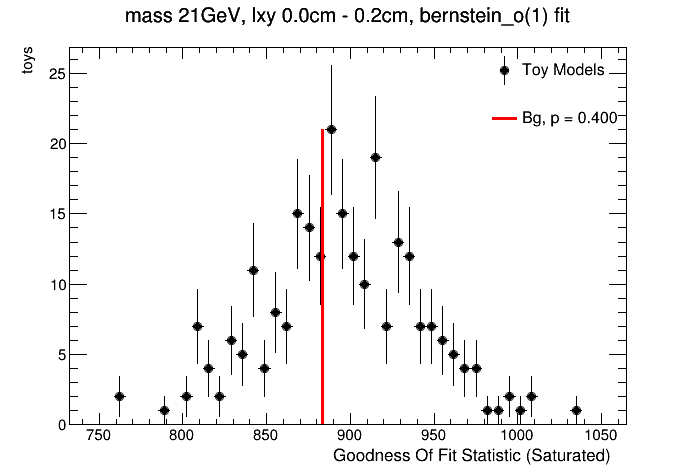 mass 21GeV, lxy 0.0cm - 0.2cm, bernstein_o(1) fit
toys
25
20
15
10
5
0
Toy Models
Bg, p = 0.400
750 800 850 900 950 1000 1050
Goodness Of Fit Statistic (Saturated)